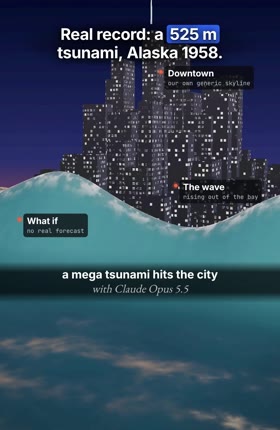 Real record: a 525 m
tsunami, Alaska 1958.
Downtown
our own generic skyline
The wave
rising out of the bay
What if
no real forecast
a mega tsunami hits the city
with Claude Opus 5.5